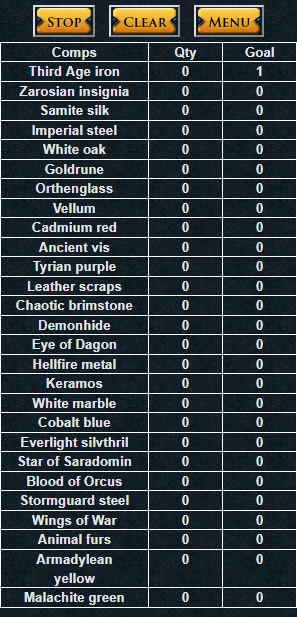 STOP CLEAR MENU
Comps Qty Goal
Third Age iron 0 1
Zarosian insignia 0 0
Samite silk 0 0
Imperial steel 0 0
White oak 0 0
Goldrune 0 0
Orthenglass 0 0
Vellum 0 0
Cadmium red 0 0
Ancient vis 0 0
Tyrian purple 0 0
Leather scraps 0 0
Chaotic brimstone 0 0
Demonhide 0 0
Eye of Dagon 0 0
Hellfire metal 0 0
Keramos 0 0
White marble 0 0
Cobalt blue 0 0
Everlight silvthril 0 0
Star of Saradomin 0 0
Blood of Orcus 0 0
Stormguard steel 0 0
Wings of War 0 0
Animal furs 0 0
Armadylean 0 0
yellow
Malachite green 0 0